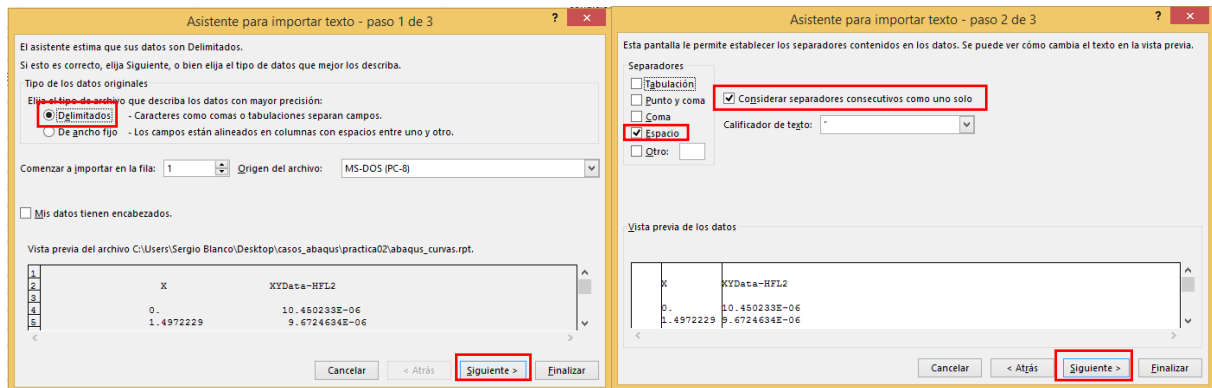 Asistente para importar texto - paso 1 de 3
? ×
El asistente estima que sus datos son Delimitados.
Si esto es correcto, elija Siguiente, o bien elija el tipo de datos que mejor los describa.
Tipo de los datos originales
Elija el tipo de archivo que describa los datos con mayor precisión:
Delimitados - Caracteres como comas o tabulaciones separan campos.
De ancho fijo - Los campos están alineados en columnas con espacios entre uno y otro.
Comenzar a importar en la fila: 1 Origen del archivo: MS-DOS (PC-8)
Mis datos tienen encabezados.
Vista previa del archivo C:\Users\Sergio Blanco\Desktop\casos_abaqus\practica02\abaqus_curvas.rpt.
1
2 X XYData-HFL2
3
4 0. 10.450233E-06
5 1.4972229 9.6724634E-06
Cancelar < Atrás Siguiente > Finalizar
Asistente para importar texto - paso 2 de 3
? ×
Esta pantalla le permite establecer los separadores contenidos en los datos. Se puede ver cómo cambia el texto en la vista previa.
Separadores
Tabulación
Punto y coma
Coma
Espacio
Otro:
Considerar separadores consecutivos como uno solo
Calificador de texto: "
Vista previa de los datos
X XYData-HFL2
0. 10.450233E-06
1.4972229 9.6724634E-06
Cancelar < Atrás Siguiente > Finalizar